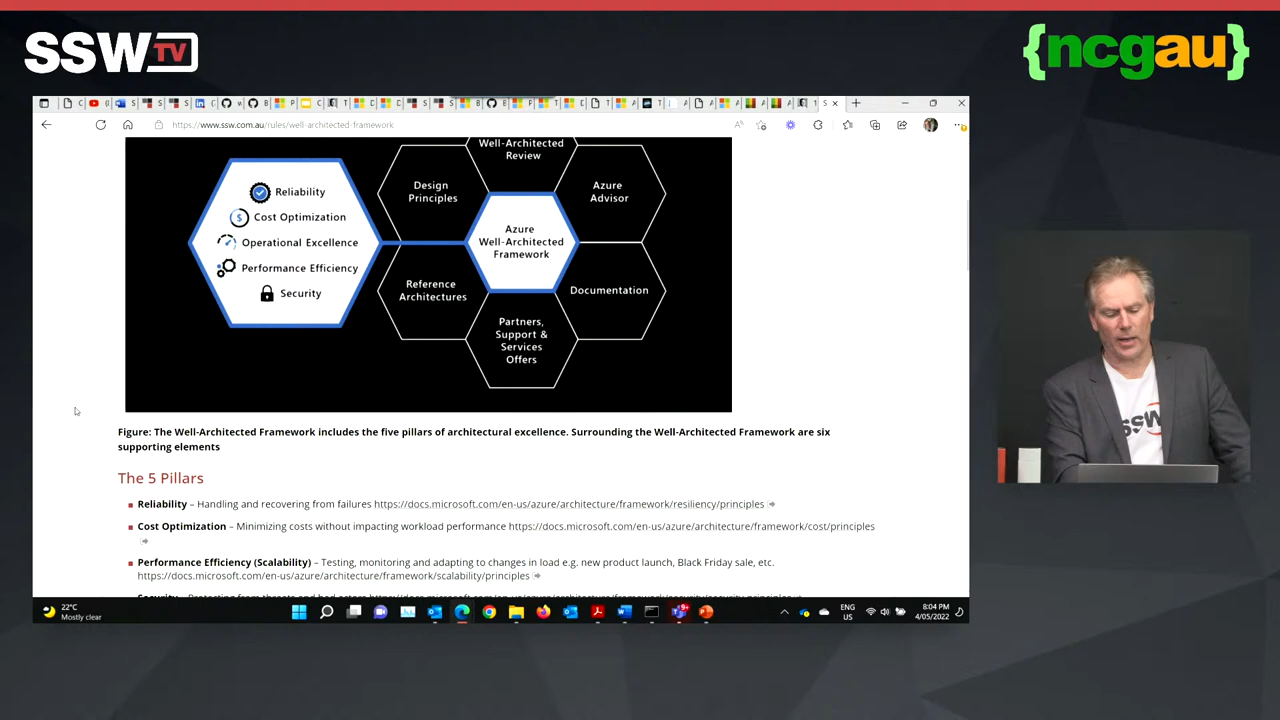 SSW TV
{ncgau}
https://www.ssw.com.au/rules/well-architected-framework
Well-Architected
Review
Design
Principles
Azure
Advisor
Reliability
Cost Optimization
Operational Excellence
Performance Efficiency
Security
Azure
Well-Architected
Framework
Reference
Architectures
Documentation
Partners,
Support &
Services
Offers
Figure: The Well-Architected Framework includes the five pillars of architectural excellence. Surrounding the Well-Architected Framework are six
supporting elements
The 5 Pillars
Reliability – Handling and recovering from failures https://docs.microsoft.com/en-us/azure/architecture/framework/resiliency/principles
Cost Optimization – Minimizing costs without impacting workload performance https://docs.microsoft.com/en-us/azure/architecture/framework/cost/principles
Performance Efficiency (Scalability) – Testing, monitoring and adapting to changes in load e.g. new product launch, Black Friday sale, etc.
https://docs.microsoft.com/en-us/azure/architecture/framework/scalability/principles
SSW
22°C
Mostly clear
ENG
US
8:04 PM
4/05/2022